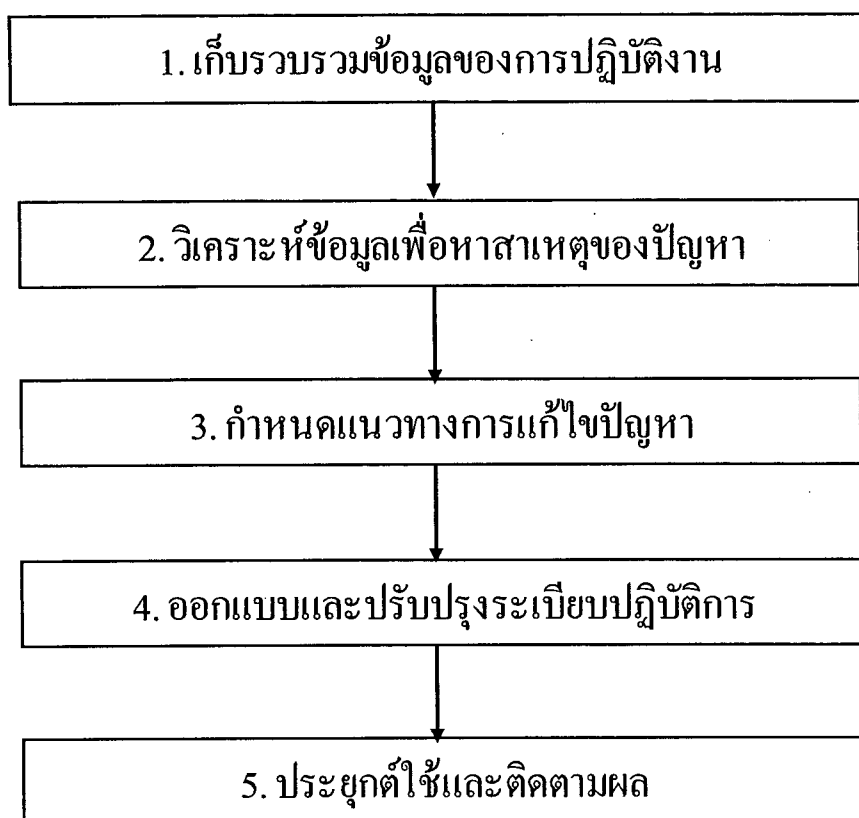 1. เก็บรวบรวมข้อมูลของการปฏิบัติงาน
2. วิเคราะห์ข้อมูลเพื่อหาสาเหตุของปัญหา
3. กำหนดแนวทางการแก้ไขปัญหา
4. ออกแบบและปรับปรุงระเบียบปฏิบัติการ
5. ประยุกต์ใช้และติดตามผล